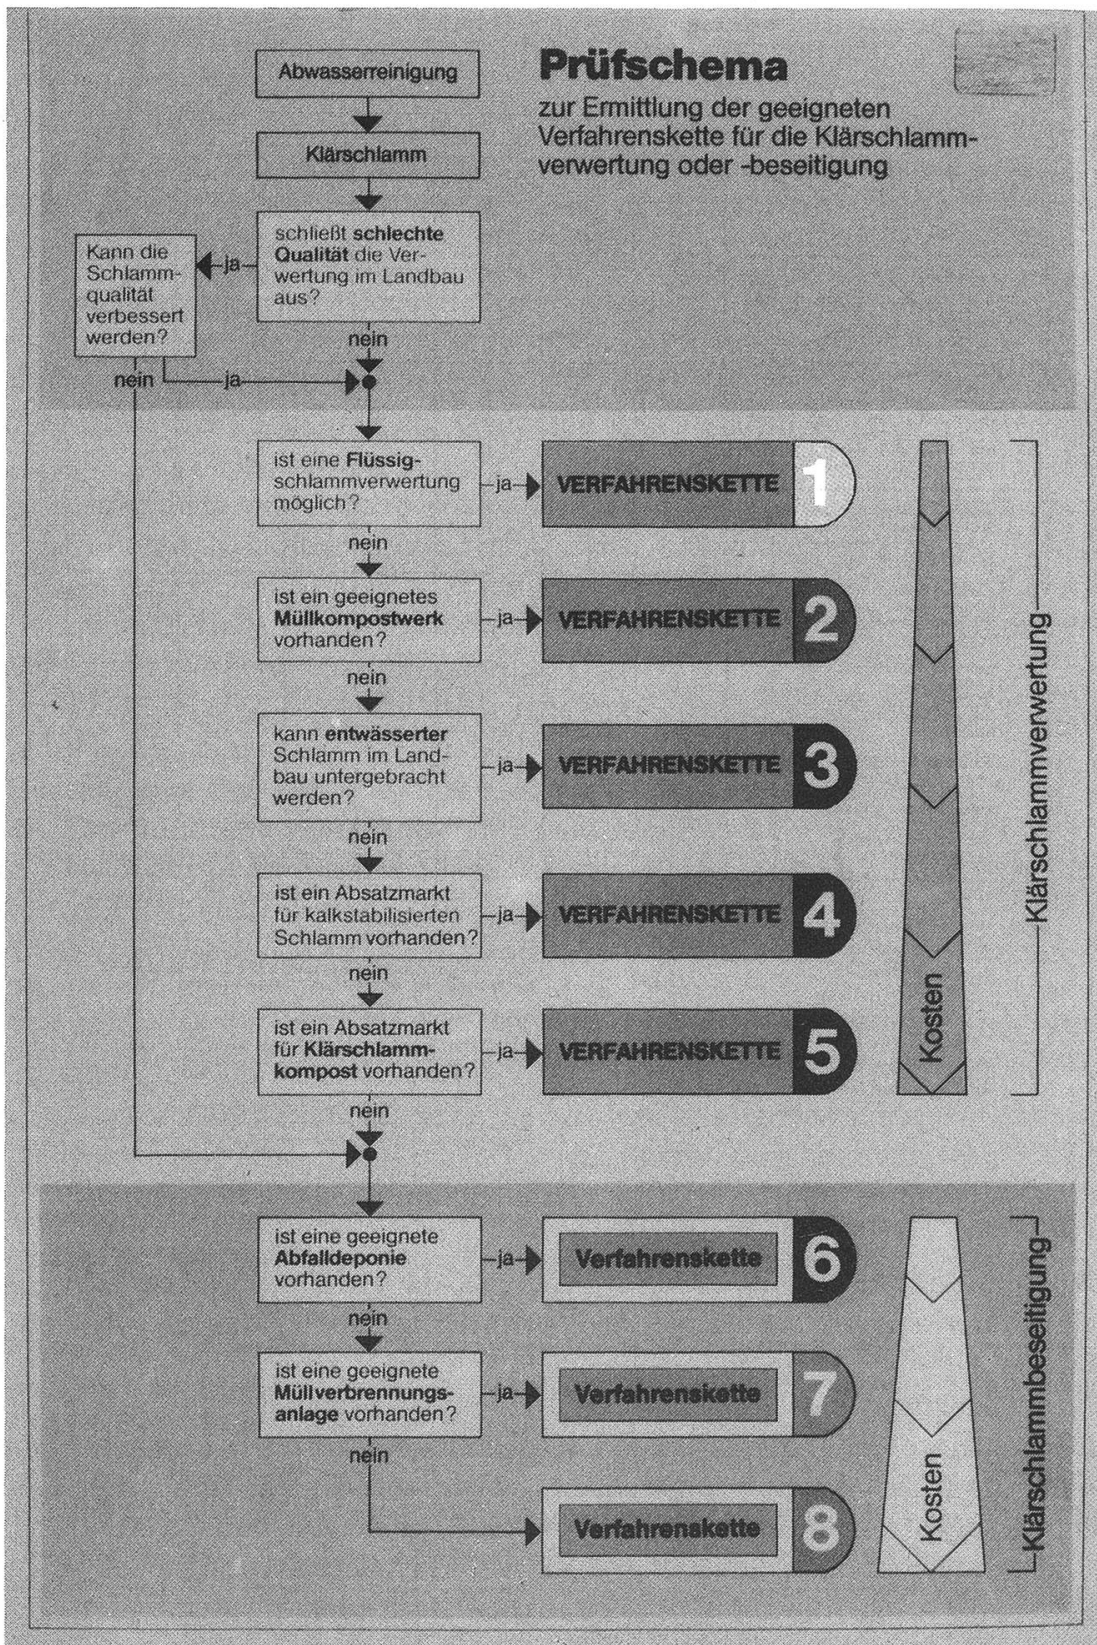 Prüfschema
zur Ermittlung der geeigneten
Verfahrenskette für die Klärschlamm-
verwertung oder -beseitigung
Abwasserreinigung
Klärschlamm
schließt schlechte
Qualität die Ver-
wertung im Landbau
aus?
ja
Kann die
Schlamm-
qualität
verbessert
werden?
nein
nein
ja
ist eine Flüssig-
schlammverwertung
möglich?
ja
VERFAHRENSKETTE 1
nein
ist ein geeignetes
Müllkompostwerk
vorhanden?
ja
VERFAHRENSKETTE 2
nein
kann entwässerter
Schlamm im Land-
bau untergebracht
werden?
ja
VERFAHRENSKETTE 3
nein
ist ein Absatzmarkt
für kalkstabilisierten
Schlamm vorhanden?
ja
VERFAHRENSKETTE 4
nein
ist ein Absatzmarkt
für Klärschlamm-
kompost vorhanden?
ja
VERFAHRENSKETTE 5
nein
Kosten
Klärschlammverwertung
ist eine geeignete
Abfalldeponie
vorhanden?
ja
Verfahrenskette 6
nein
ist eine geeignete
Müllverbrennungs-
anlage vorhanden?
ja
Verfahrenskette 7
nein
Verfahrenskette 8
Kosten
Klärschlammbeseitigung